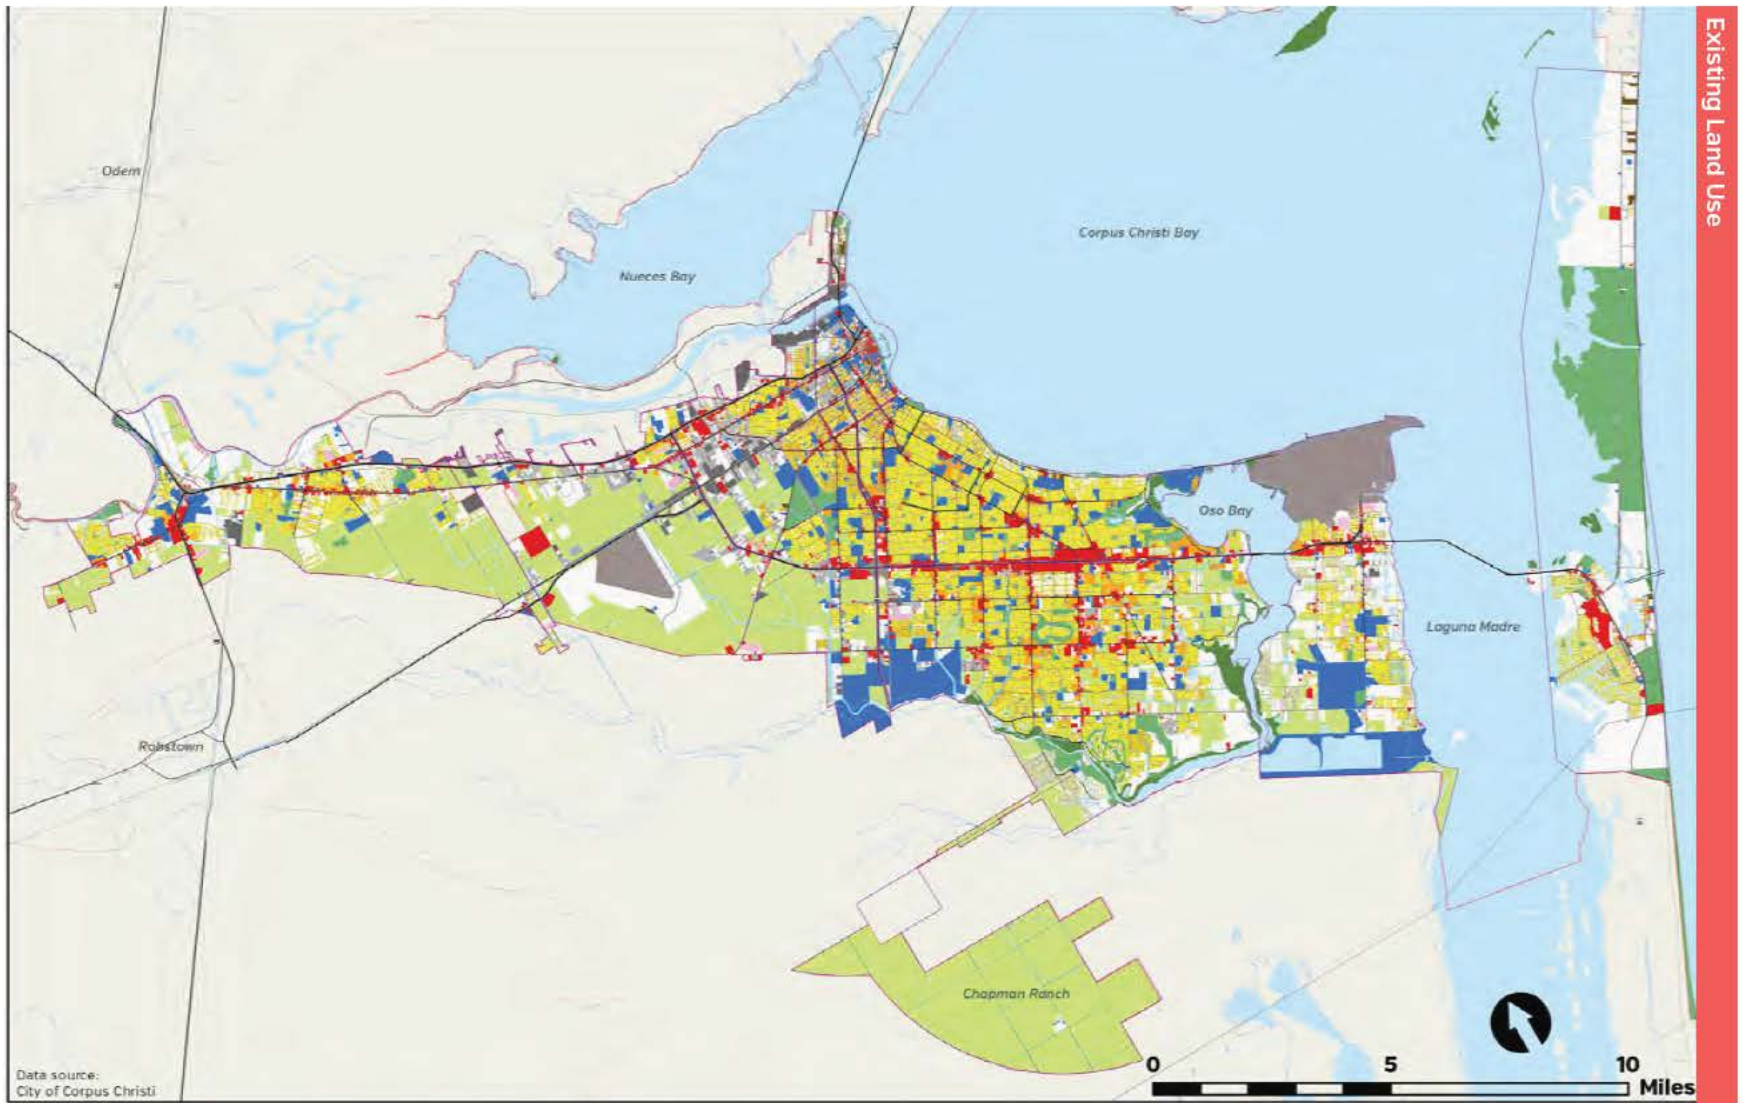 Existing Land Use
Odem
Corpus Christi Bay
Nueces Bay
Oso Bay
Laguna Madre
Robstown
Chapman Ranch
0 5 10
Miles
Data source:
City of Corpus Christi